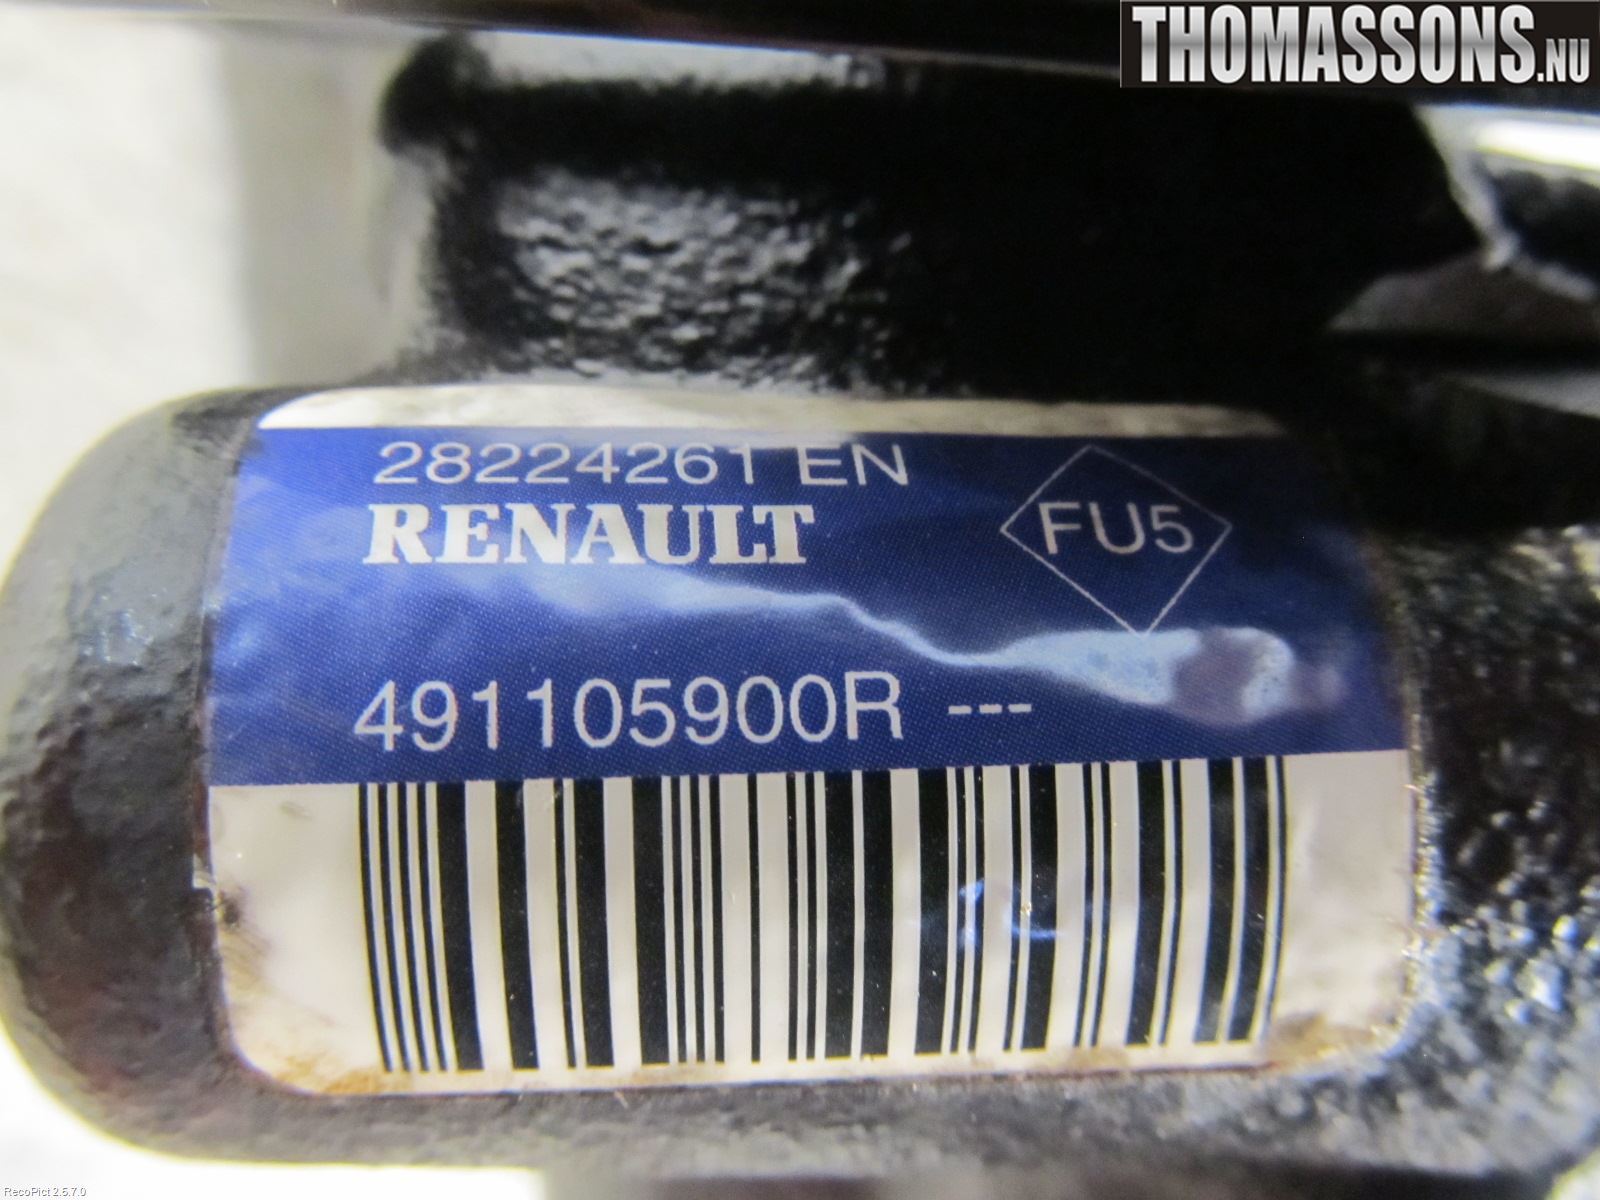 THOMASSONS.NU
28224261 EN
RENAULT
FU5
491105900R ---
RecoPict 2.5.7.0